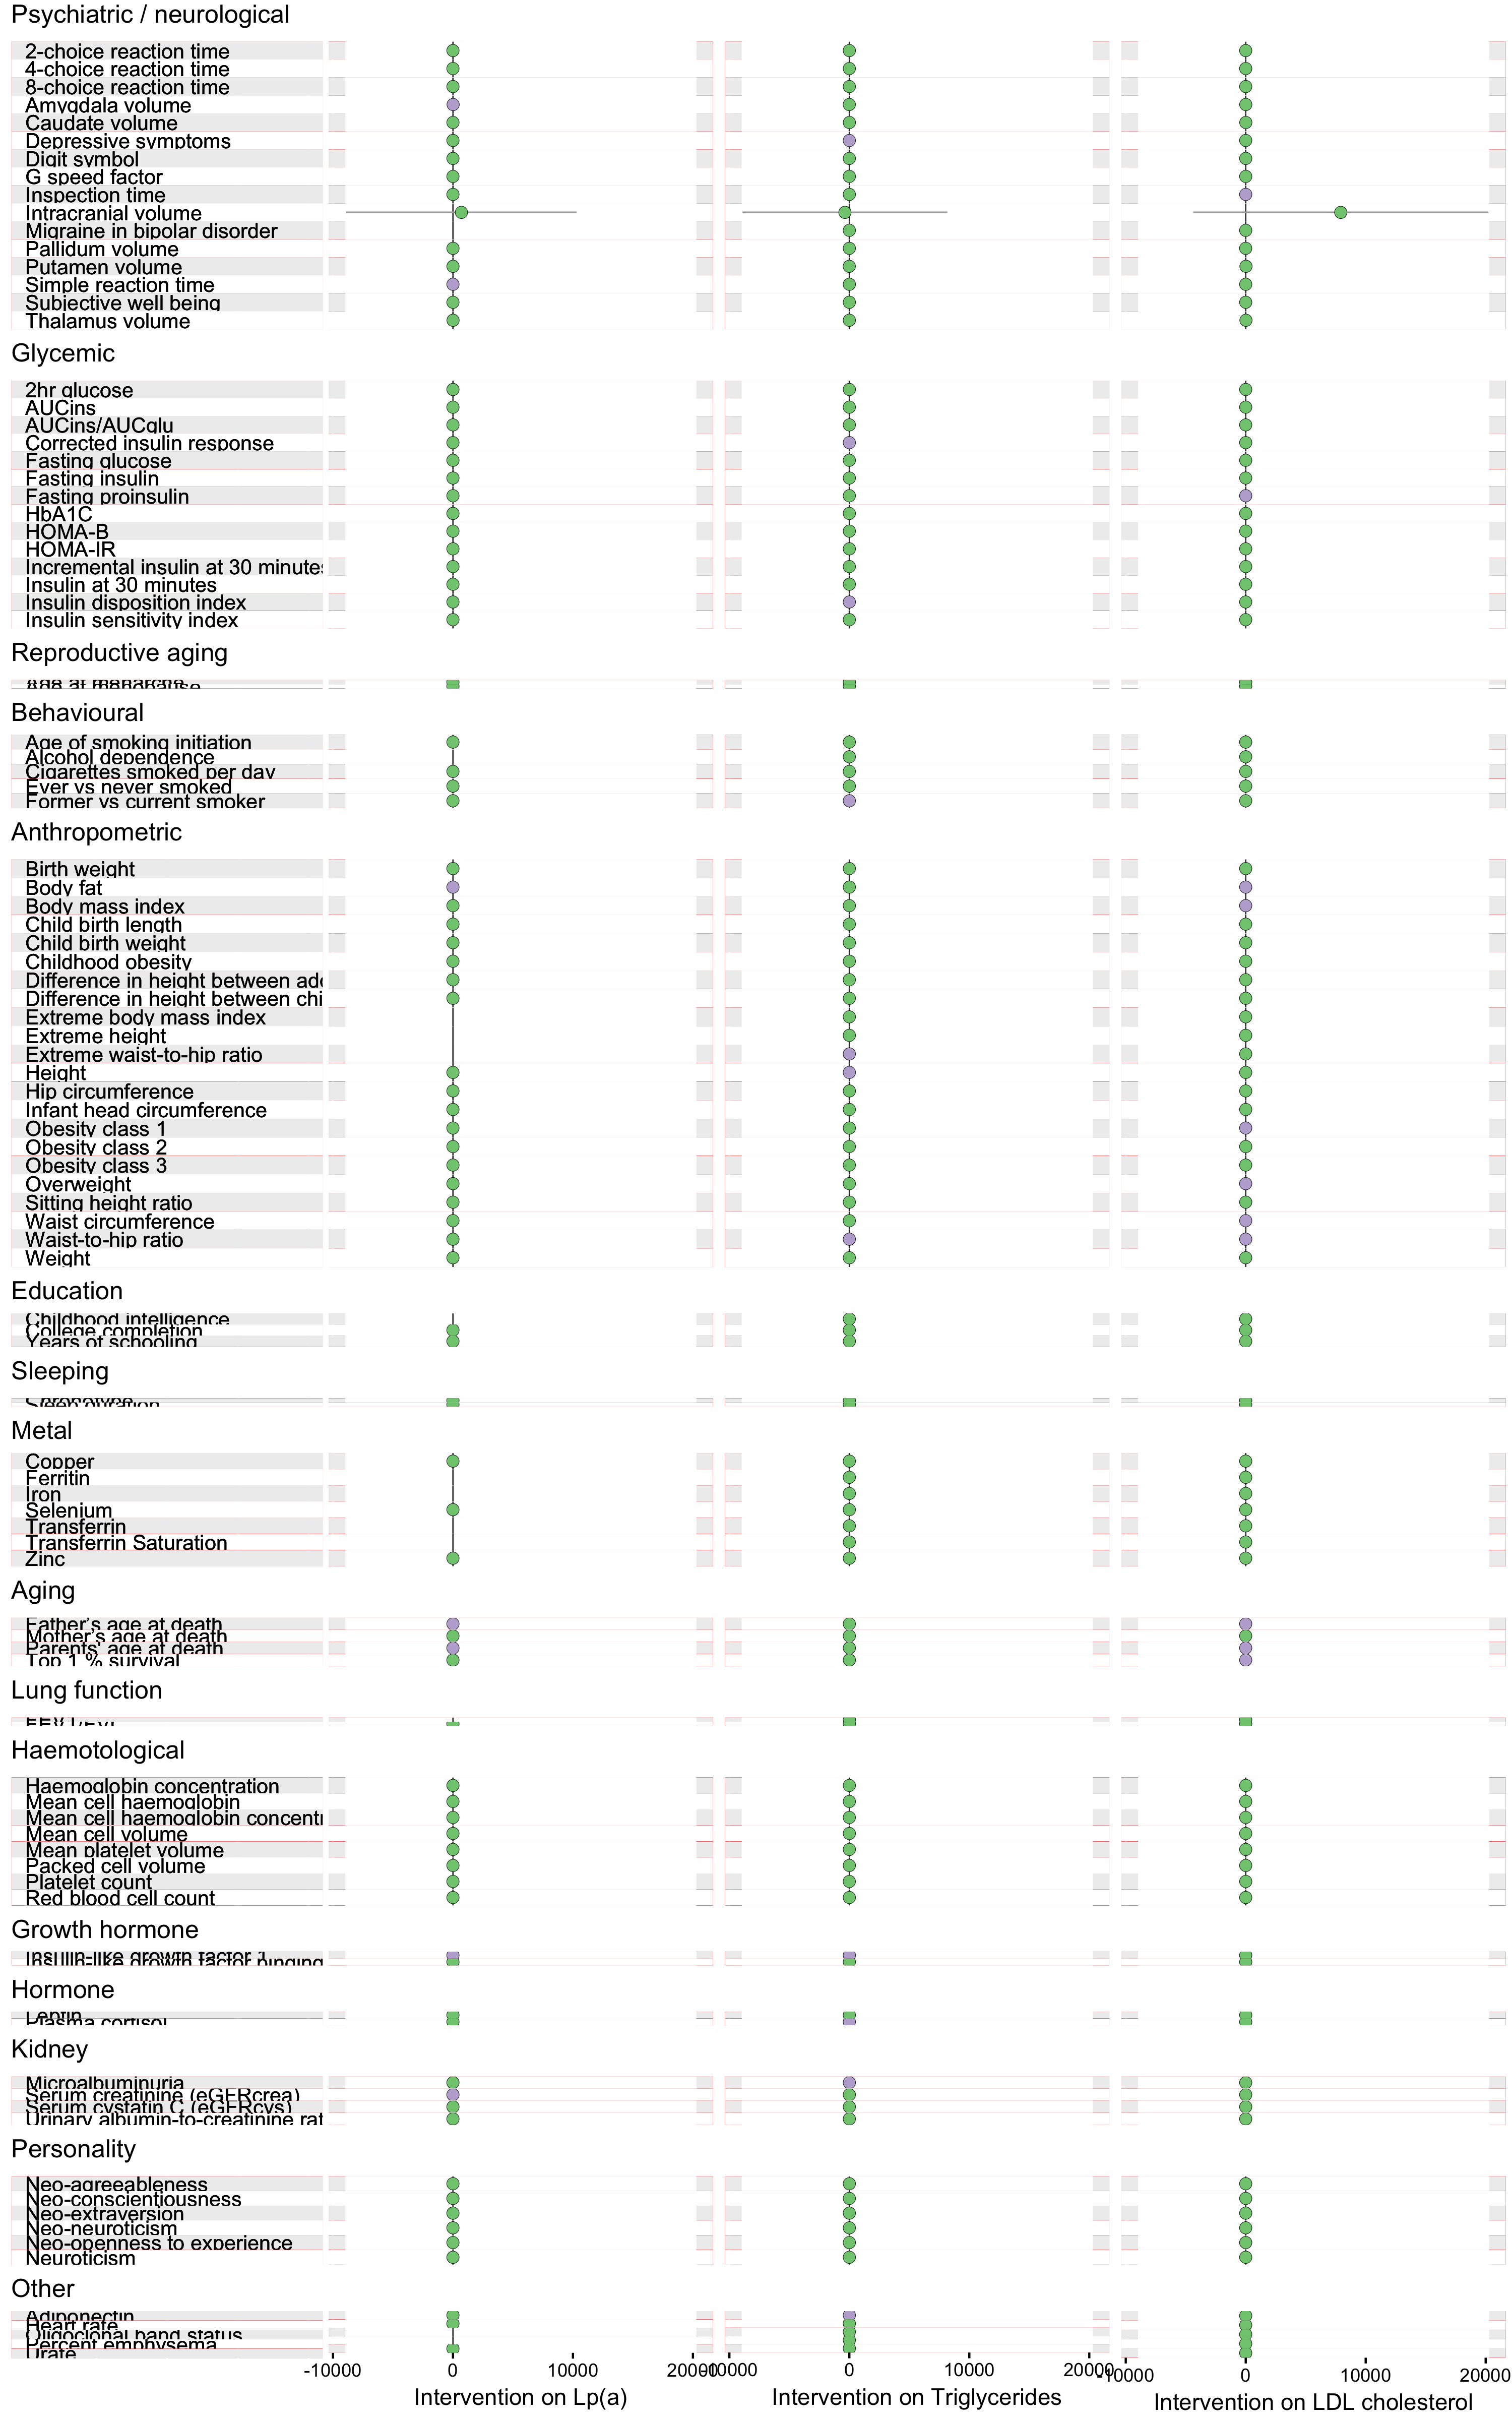 Psychiatric / neurological
2-choice reaction time
4-choice reaction time
8-choice reaction time
Amygdala volume
Caudate volume
Depressive symptoms
Digit symbol
G speed factor
Inspection time
Intracranial volume
Migraine in bipolar disorder
Pallidum volume
Putamen volume
Simple reaction time
Subjective well being
Thalamus volume
Glycemic
2hr glucose
AUCins
AUCins/AUCglu
Corrected insulin response
Fasting glucose
Fasting insulin
Fasting proinsulin
HbA1C
HOMA-B
HOMA-IR
Incremental insulin at 30 minutes
Insulin at 30 minutes
Insulin disposition index
Insulin sensitivity index
Reproductive aging
Age at menopause
Behavioural
Age of smoking initiation
Alcohol dependence
Cigarettes smoked per day
Ever vs never smoked
Former vs current smoker
Anthropometric
Birth weight
Body fat
Body mass index
Child birth length
Child birth weight
Childhood obesity
Difference in height between ado
Difference in height between chi
Extreme body mass index
Extreme height
Extreme waist-to-hip ratio
Height
Hip circumference
Infant head circumference
Obesity class 1
Obesity class 2
Obesity class 3
Overweight
Sitting height ratio
Waist circumference
Waist-to-hip ratio
Weight
Education
Childhood intelligence
College completion
Years of schooling
Sleeping
Sleep duration
Metal
Copper
Ferritin
Iron
Selenium
Transferrin
Transferrin Saturation
Zinc
Aging
Father's age at death
Mother's age at death
Parents' age at death
Top 1 % survival
Lung function
Haemotological
Haemoglobin concentration
Mean cell haemoglobin
Mean cell haemoglobin concentr
Mean cell volume
Mean platelet volume
Packed cell volume
Platelet count
Red blood cell count
Growth hormone
Insulin-like growth factor 1
Insulin-like growth factor binding
Hormone
Leptin
Plasma cortisol
Kidney
Microalbuminuria
Serum creatinine (eGFRcrea)
Serum cystatin C (eGFRcys)
Urinary albumin-to-creatinine rat
Personality
Neo-agreeableness
Neo-conscientiousness
Neo-extraversion
Neo-neuroticism
Neo-openness to experience
Neuroticism
Other
Adiponectin
Heart rate
Oligoclonal band status
Percent emphysema
Urate
-10000 0 10000 20000
-10000 0 10000 20000
-10000 0 10000 20000
Intervention on Lp(a)
Intervention on Triglycerides
Intervention on LDL cholesterol